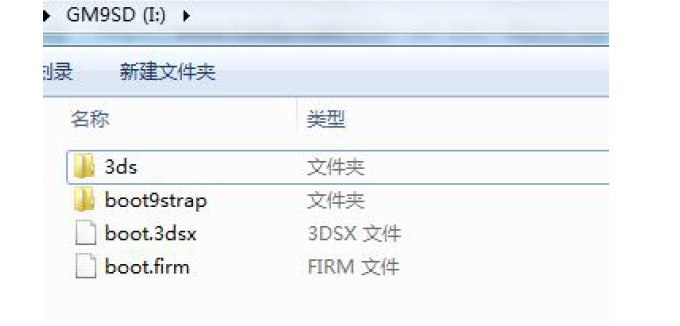 GM9SD (I:)
刻录 新建文件夹
名称 类型
3ds 文件夹
boot9strap 文件夹
boot.3dsx 3DSX 文件
boot.firm FIRM 文件